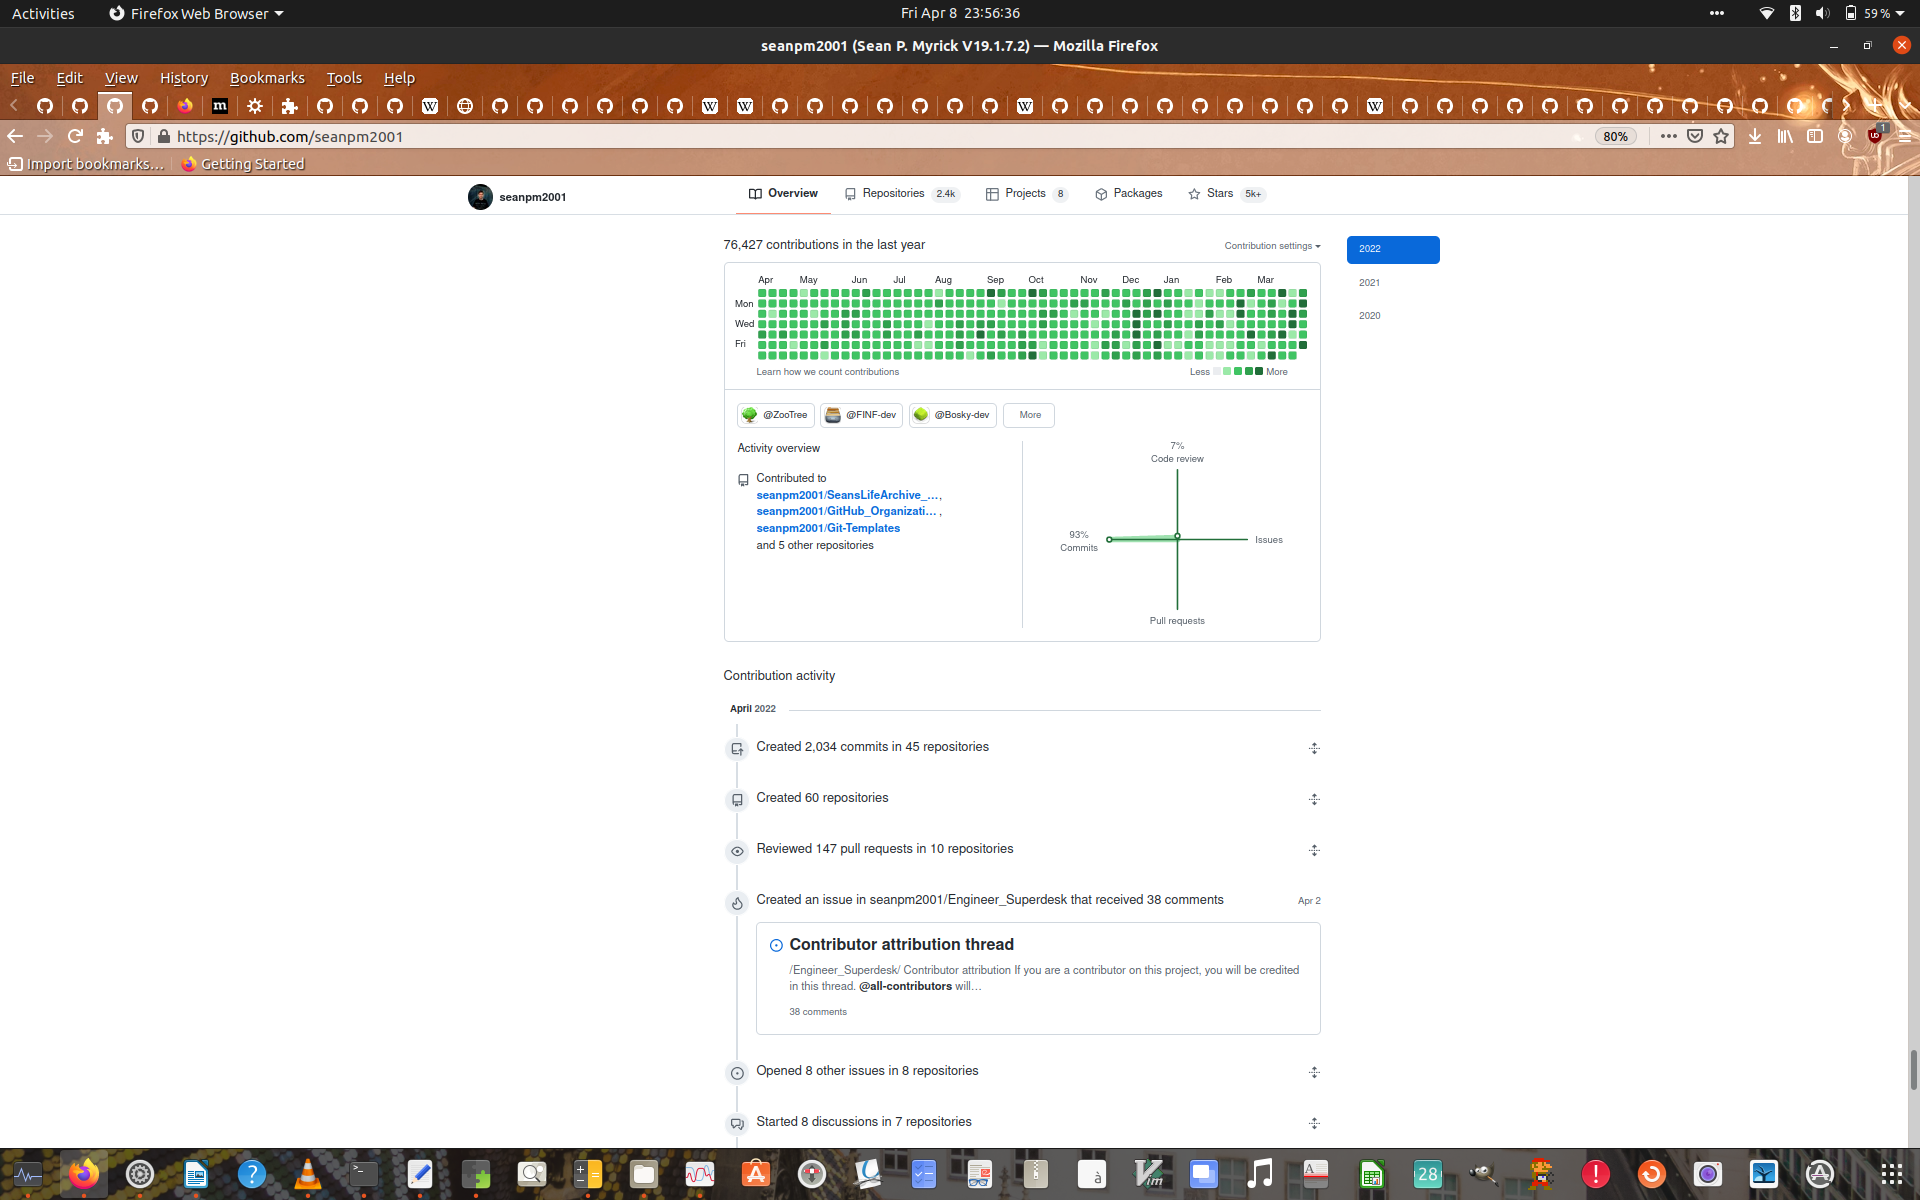 Activities
Firefox Web Browser
Fri Apr 8 23:56:36
59 %
seanpm2001 (Sean P. Myrick V19.1.7.2) — Mozilla Firefox
File Edit View History Bookmarks Tools Help
https://github.com/seanpm2001
80%
1
Import bookmarks...
Getting Started
seanpm2001
Overview
Repositories 2.4k
Projects 8
Packages
Stars 5k+
76,427 contributions in the last year
Contribution settings
2022
2021
2020
Apr May Jun Jul Aug Sep Oct Nov Dec Jan Feb Mar
Mon
Wed
Fri
Learn how we count contributions
Less More
@ZooTree
@FINF-dev
@Bosky-dev
More
Activity overview
Contributed to
seanpm2001/SeansLifeArchive_... ,
seanpm2001/GitHub_Organizati... ,
seanpm2001/Git-Templates
and 5 other repositories
7%
Code review
93%
Commits
Issues
Pull requests
Contribution activity
April 2022
Created 2,034 commits in 45 repositories
Created 60 repositories
Reviewed 147 pull requests in 10 repositories
Created an issue in seanpm2001/Engineer_Superdesk that received 38 comments
Apr 2
Contributor attribution thread
/Engineer_Superdesk/ Contributor attribution If you are a contributor on this project, you will be credited
in this thread. @all-contributors will...
38 comments
Opened 8 other issues in 8 repositories
Started 8 discussions in 7 repositories
28